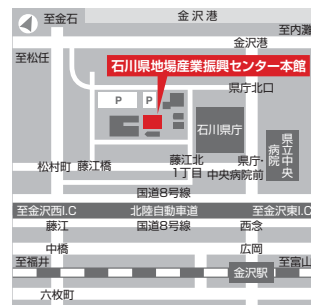 至金石
金沢港
至内灘
金沢港
至松任
石川県地場産業振興センター本館
県庁北口
P
P
石川県庁
県立中央病院
松村町
藤江橋
藤江北
1丁目
県庁・
中央病院前
国道8号線
至金沢西I.C
北陸自動車道
至金沢東I.C
藤江
国道8号線
西念
中橋
広岡
至福井
金沢駅
至富山
六枚町